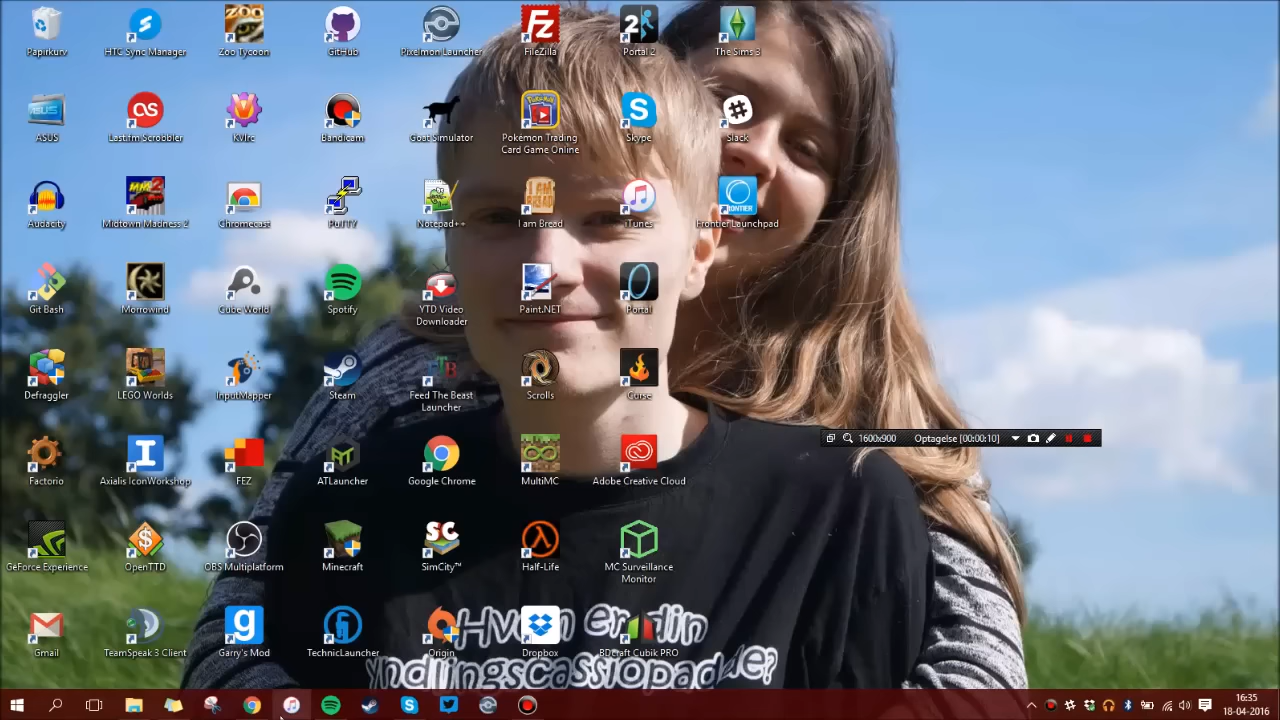 Papirkurv
HTC Sync Manager
Zoo Tycoon
GitHub
Pixelmon Launcher
FileZilla
Portal 2
The Sims 3
ASUS
Last.fm Scrobbler
KVIrc
Bandicam
Goat Simulator
Pokémon Trading
Card Game Online
Skype
Slack
Audacity
Midtown Madness 2
Chromecast
PuTTY
Notepad++
I am Bread
iTunes
Frontier Launchpad
Git Bash
Morrowind
Cube World
Spotify
YTD Video
Downloader
Paint.NET
Portal
Defraggler
LEGO Worlds
InputMapper
Steam
Feed The Beast
Launcher
Scrolls
Curse
1600x900 Optagelse [00:00:10]
Factorio
Axialis IconWorkshop
FEZ
ATLauncher
Google Chrome
MultiMC
Adobe Creative Cloud
GeForce Experience
OpenTTD
OBS Multiplatform
Minecraft
SimCity™
Half-Life
MC Surveillance
Monitor
Gmail
TeamSpeak 3 Client
Garry's Mod
TechnicLauncher
Origin
Dropbox
BDcraft Cubik PRO
Hvem er din
yndlingscassiopadde?
16:35
18-04-2016